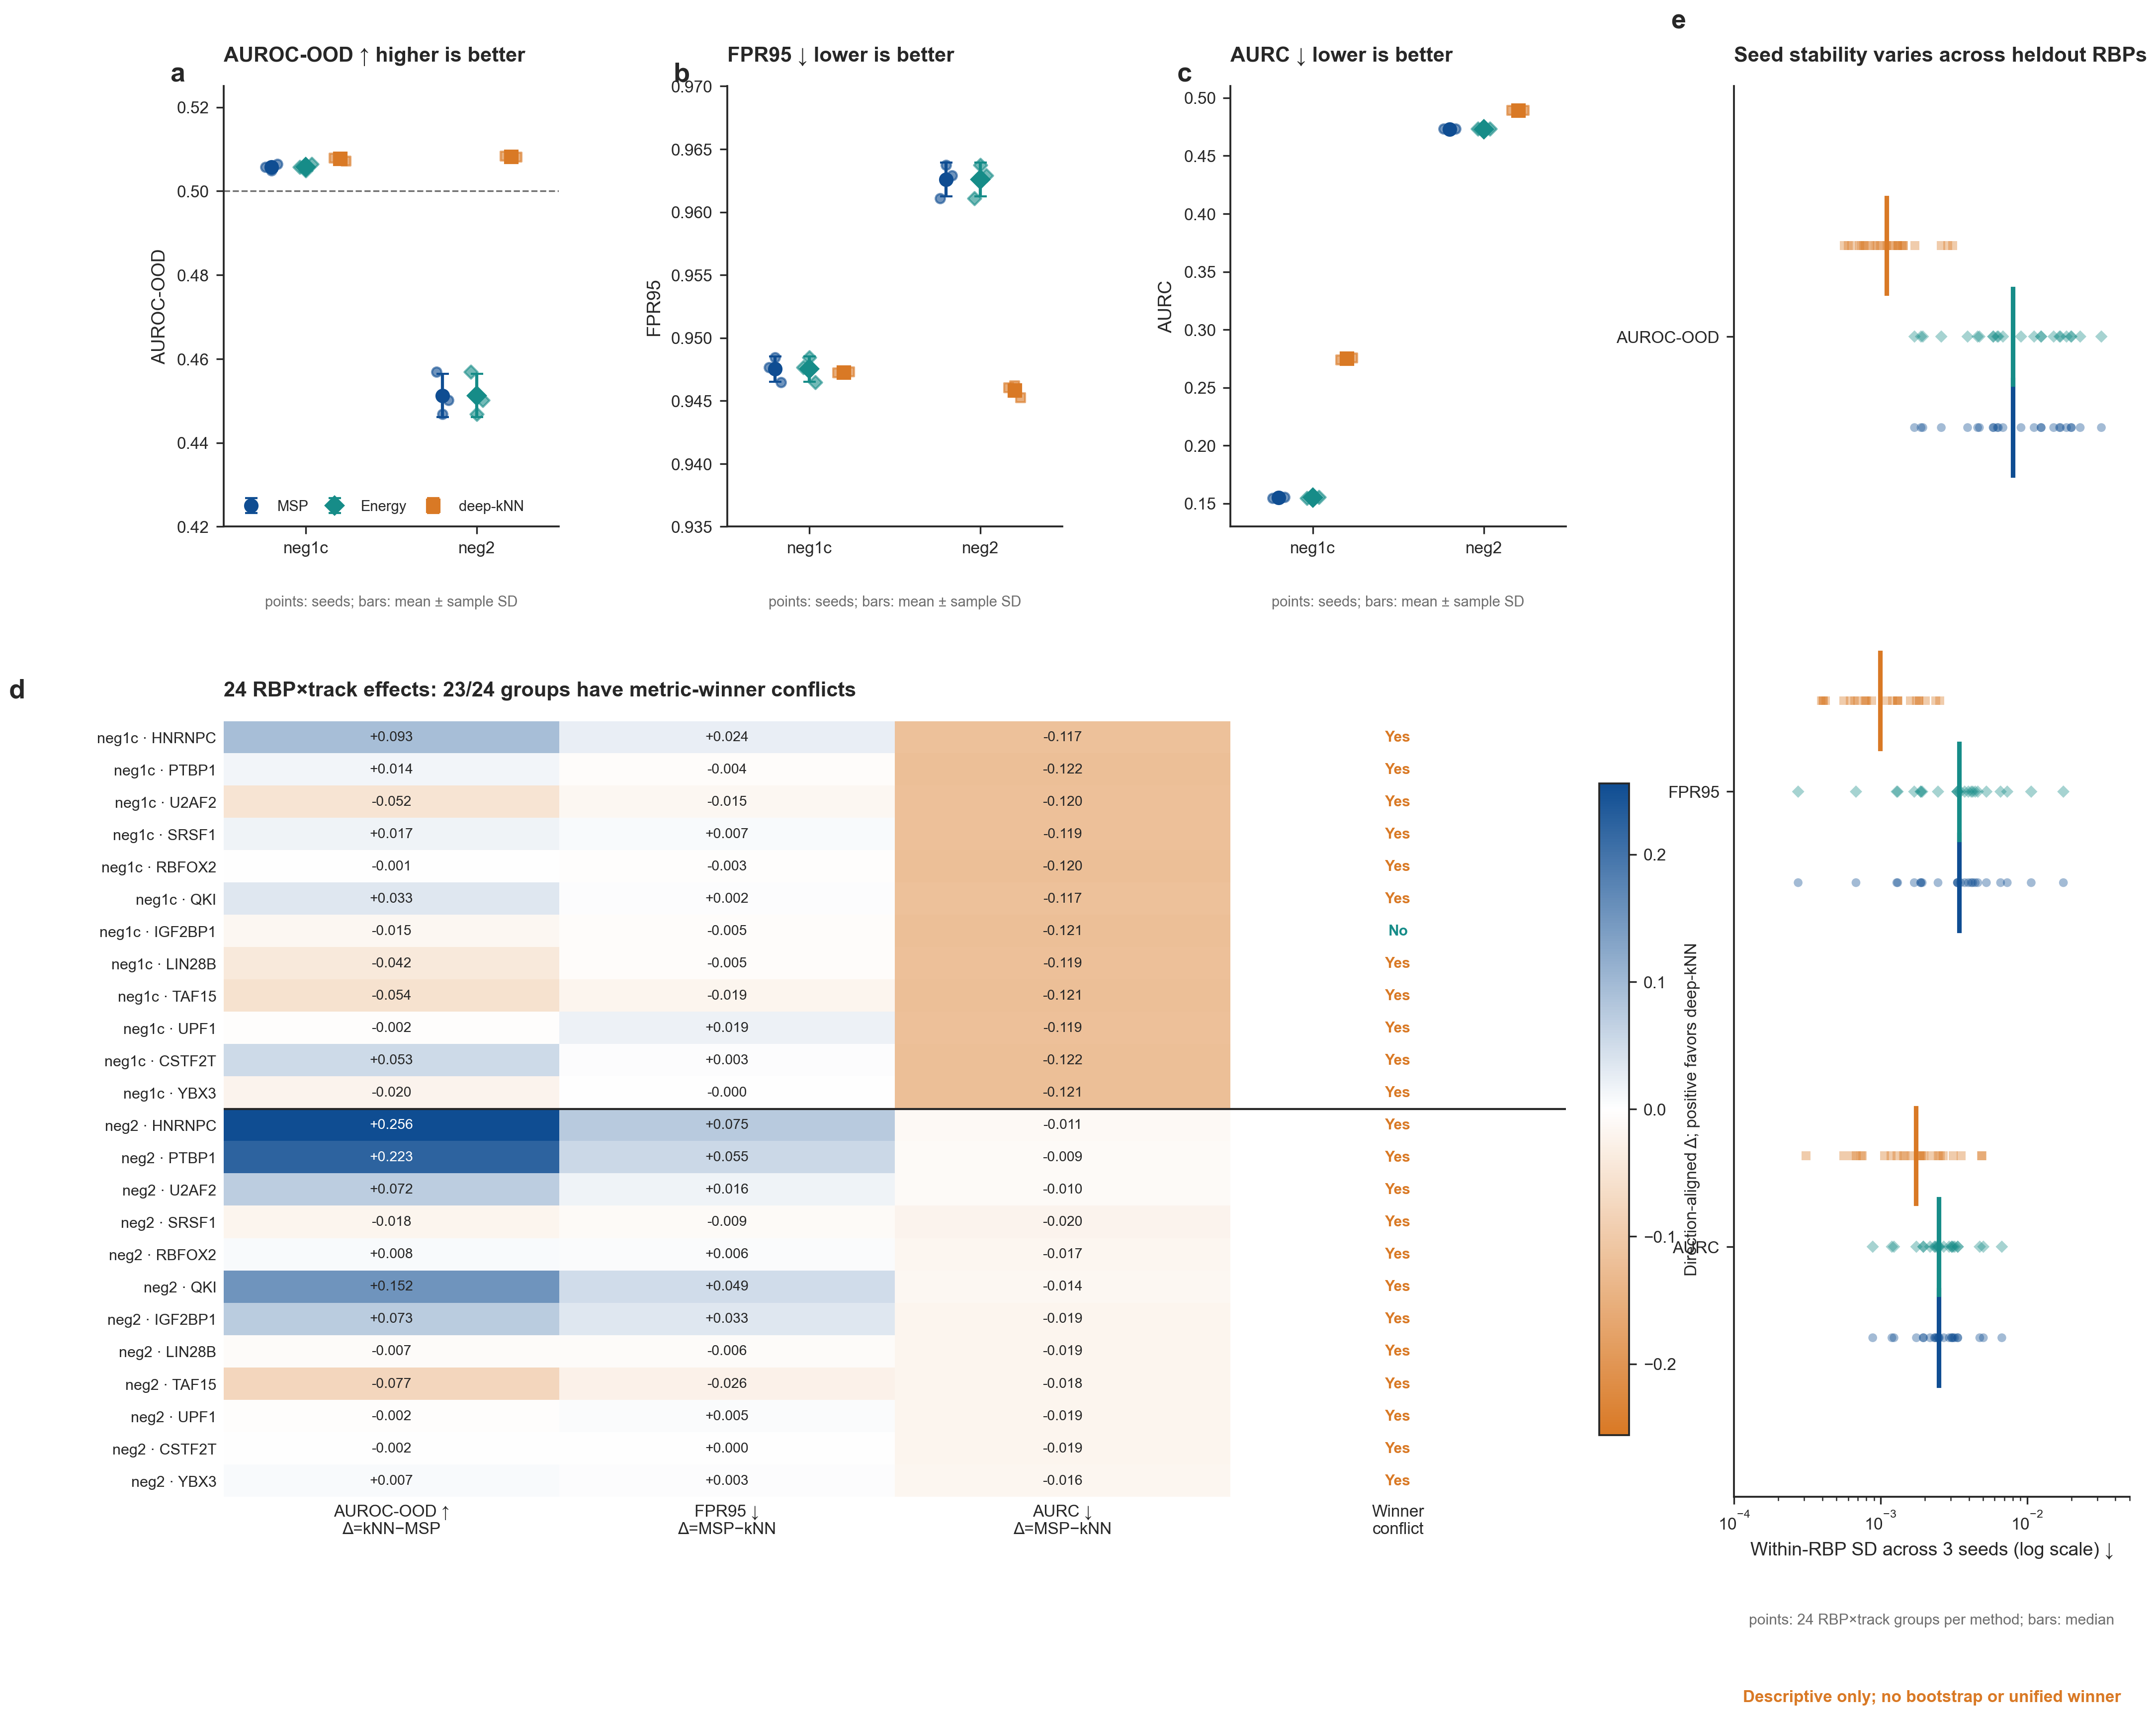 a
AUROC-OOD ↑ higher is better
0.52
0.50
0.48
0.46
0.44
0.42
AUROC-OOD
MSP
Energy
deep-kNN
neg1c
neg2
points: seeds; bars: mean ± sample SD
b
FPR95 ↓ lower is better
0.970
0.965
0.960
0.955
0.950
0.945
0.940
0.935
FPR95
neg1c
neg2
points: seeds; bars: mean ± sample SD
c
AURC ↓ lower is better
0.50
0.45
0.40
0.35
0.30
0.25
0.20
0.15
AURC
neg1c
neg2
points: seeds; bars: mean ± sample SD
d
24 RBP×track effects: 23/24 groups have metric-winner conflicts
neg1c · HNRNPC +0.093 +0.024 -0.117 Yes
neg1c · PTBP1 +0.014 -0.004 -0.122 Yes
neg1c · U2AF2 -0.052 -0.015 -0.120 Yes
neg1c · SRSF1 +0.017 +0.007 -0.119 Yes
neg1c · RBFOX2 -0.001 -0.003 -0.120 Yes
neg1c · QKI +0.033 +0.002 -0.117 Yes
neg1c · IGF2BP1 -0.015 -0.005 -0.121 No
neg1c · LIN28B -0.042 -0.005 -0.119 Yes
neg1c · TAF15 -0.054 -0.019 -0.121 Yes
neg1c · UPF1 -0.002 +0.019 -0.119 Yes
neg1c · CSTF2T +0.053 +0.003 -0.122 Yes
neg1c · YBX3 -0.020 -0.000 -0.121 Yes
neg2 · HNRNPC +0.256 +0.075 -0.011 Yes
neg2 · PTBP1 +0.223 +0.055 -0.009 Yes
neg2 · U2AF2 +0.072 +0.016 -0.010 Yes
neg2 · SRSF1 -0.018 -0.009 -0.020 Yes
neg2 · RBFOX2 +0.008 +0.006 -0.017 Yes
neg2 · QKI +0.152 +0.049 -0.014 Yes
neg2 · IGF2BP1 +0.073 +0.033 -0.019 Yes
neg2 · LIN28B -0.007 -0.006 -0.019 Yes
neg2 · TAF15 -0.077 -0.026 -0.018 Yes
neg2 · UPF1 -0.002 +0.005 -0.019 Yes
neg2 · CSTF2T -0.002 +0.000 -0.019 Yes
neg2 · YBX3 +0.007 +0.003 -0.016 Yes
AUROC-OOD ↑ FPR95 ↓ AURC ↓ Winner
Δ=kNN−MSP Δ=MSP−kNN Δ=MSP−kNN conflict
0.2
0.1
0.0
−0.1
−0.2
Direction-aligned Δ; positive favors deep-kNN
e
Seed stability varies across heldout RBPs
AUROC-OOD
FPR95
AURC
10⁻⁴ 10⁻³ 10⁻²
Within-RBP SD across 3 seeds (log scale) ↓
points: 24 RBP×track groups per method; bars: median
Descriptive only; no bootstrap or unified winner